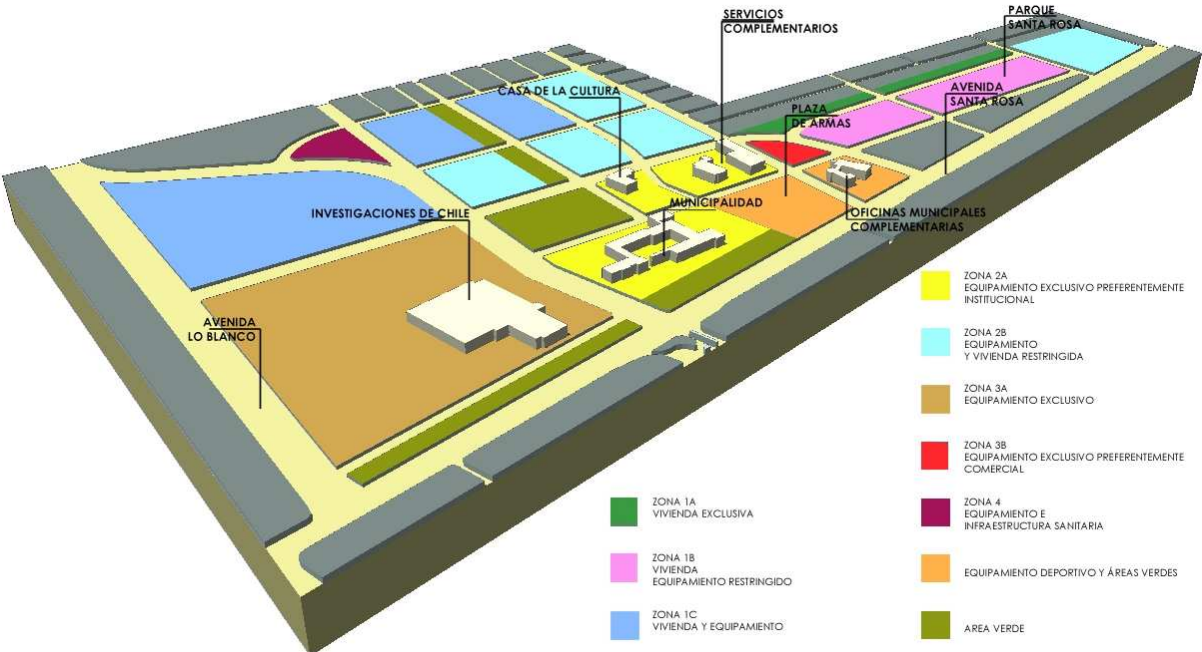 SERVICIOS
COMPLEMENTARIOS
PARQUE
SANTA ROSA
CASA DE LA CULTURA
PLAZA
DE ARMAS
AVENIDA
SANTA ROSA
MUNICIPALIDAD
INVESTIGACIONES DE CHILE
OFICINAS MUNICIPALES
COMPLEMENTARIAS
AVENIDA
LO BLANCO
ZONA 1A
VIVIENDA EXCLUSIVA
ZONA 1B
VIVIENDA
EQUIPAMIENTO RESTRINGIDO
ZONA 1C
VIVIENDA Y EQUIPAMIENTO
ZONA 2A
EQUIPAMIENTO EXCLUSIVO PREFERENTEMENTE
INSTITUCIONAL
ZONA 2B
EQUIPAMIENTO
Y VIVIENDA RESTRINGIDA
ZONA 3A
EQUIPAMIENTO EXCLUSIVO
ZONA 3B
EQUIPAMIENTO EXCLUSIVO PREFERENTEMENTE
COMERCIAL
ZONA 4
EQUIPAMIENTO E
INFRAESTRUCTURA SANITARIA
EQUIPAMIENTO DEPORTIVO Y ÁREAS VERDES
AREA VERDE